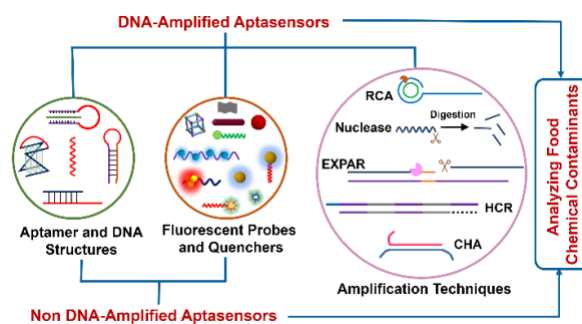 DNA-Amplified Aptasensors
RCA
Digestion
Nuclease
EXPAR
HCR
CHA
Aptamer and DNA
Structures
Fluorescent Probes
and Quenchers
Amplification Techniques
Analyzing Food
Chemical Contaminants
Non DNA-Amplified Aptasensors